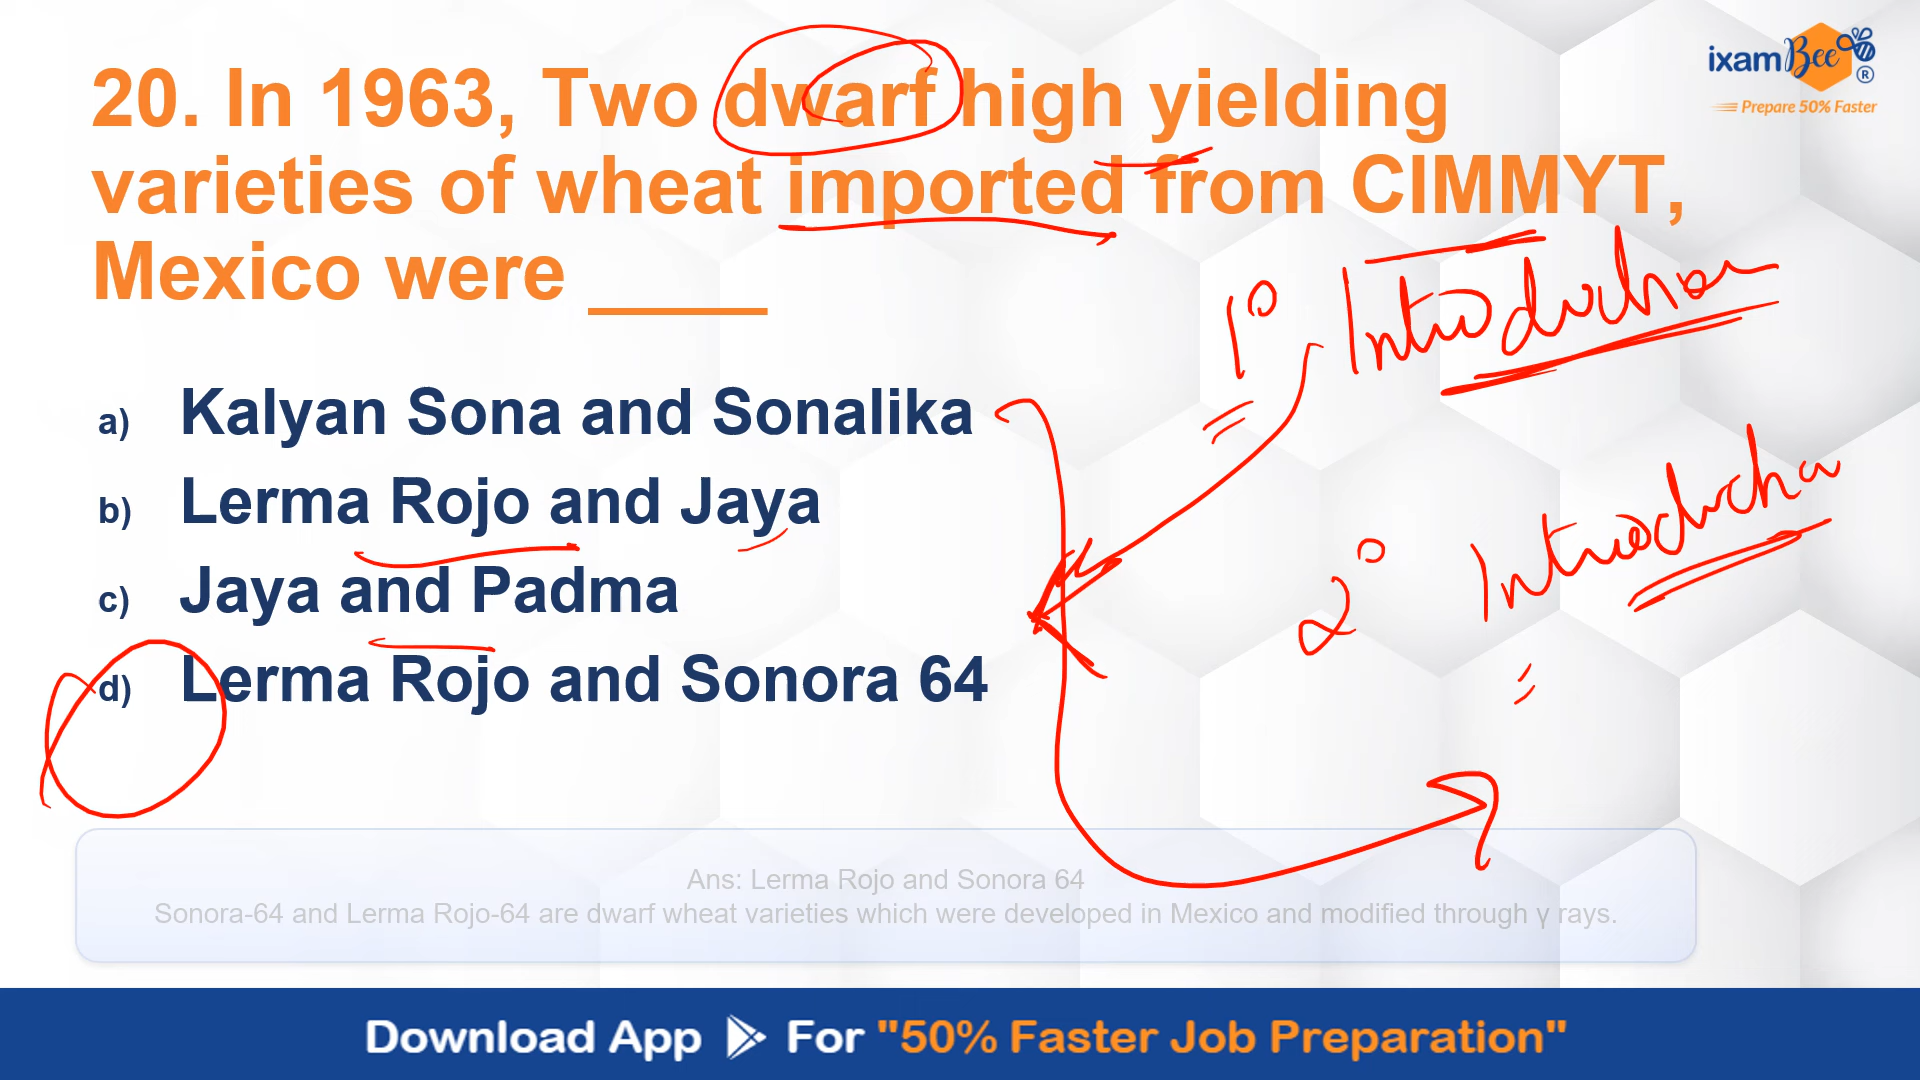 ixamBee
®
Prepare 50% Faster
20. In 1963, Two dwarf high yielding
varieties of wheat imported from CIMMYT,
Mexico were _____
a) Kalyan Sona and Sonalika
b) Lerma Rojo and Jaya
c) Jaya and Padma
d) Lerma Rojo and Sonora 64
1° Introduction
2° Introduction
Ans: Lerma Rojo and Sonora 64
Sonora-64 and Lerma Rojo-64 are dwarf wheat varieties which were developed in Mexico and modified through γ rays.
Download App For "50% Faster Job Preparation"